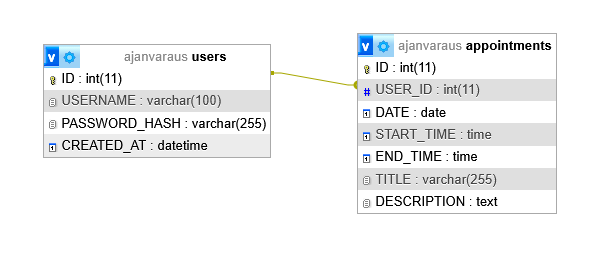 v ajanvaraus users
ID : int(11)
USERNAME : varchar(100)
PASSWORD_HASH : varchar(255)
CREATED_AT : datetime
v ajanvaraus appointments
ID : int(11)
# USER_ID : int(11)
DATE : date
START_TIME : time
END_TIME : time
TITLE : varchar(255)
DESCRIPTION : text